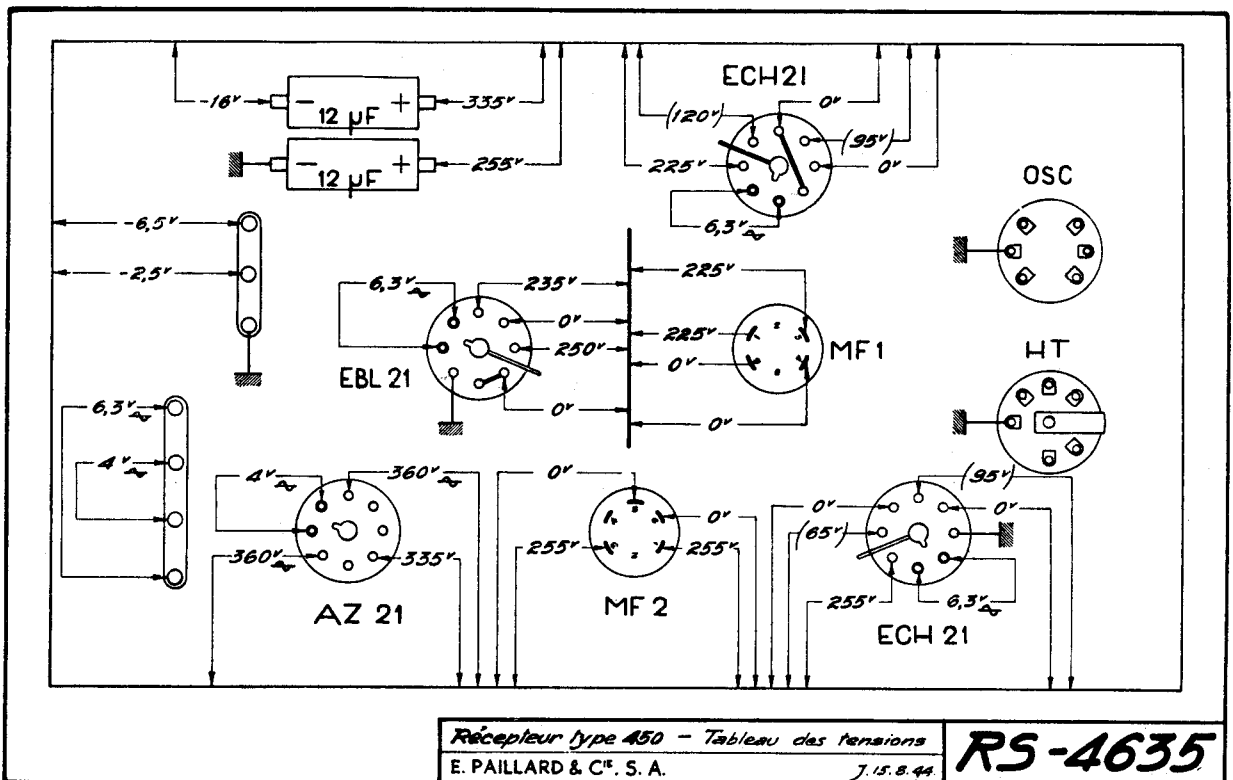 ECH21
-16ᵛ
- 12 µF +
335ᵛ
(120ᵛ)
0ᵛ
(95ᵛ)
- 12 µF +
255ᵛ
225ᵛ
0ᵛ
OSC
-6,5ᵛ
6,3ᵛ ~
-2,5ᵛ
225ᵛ
6,3ᵛ ~
235ᵛ
0ᵛ
225ᵛ
MF1
HT
250ᵛ
0ᵛ
EBL 21
0ᵛ
0ᵛ
6,3ᵛ ~
4ᵛ ~
4ᵛ ~
360ᵛ ~
0ᵛ
(95ᵛ)
0ᵛ
0ᵛ
0ᵛ
(65ᵛ)
360ᵛ ~
335ᵛ
255ᵛ
255ᵛ
AZ 21
MF 2
255ᵛ
6,3ᵛ ~
ECH 21
Récepteur type 450 - Tableau des tensions
E. PAILLARD & Cᴵᴱ. S. A.
J. 15.8.44
RS-4635